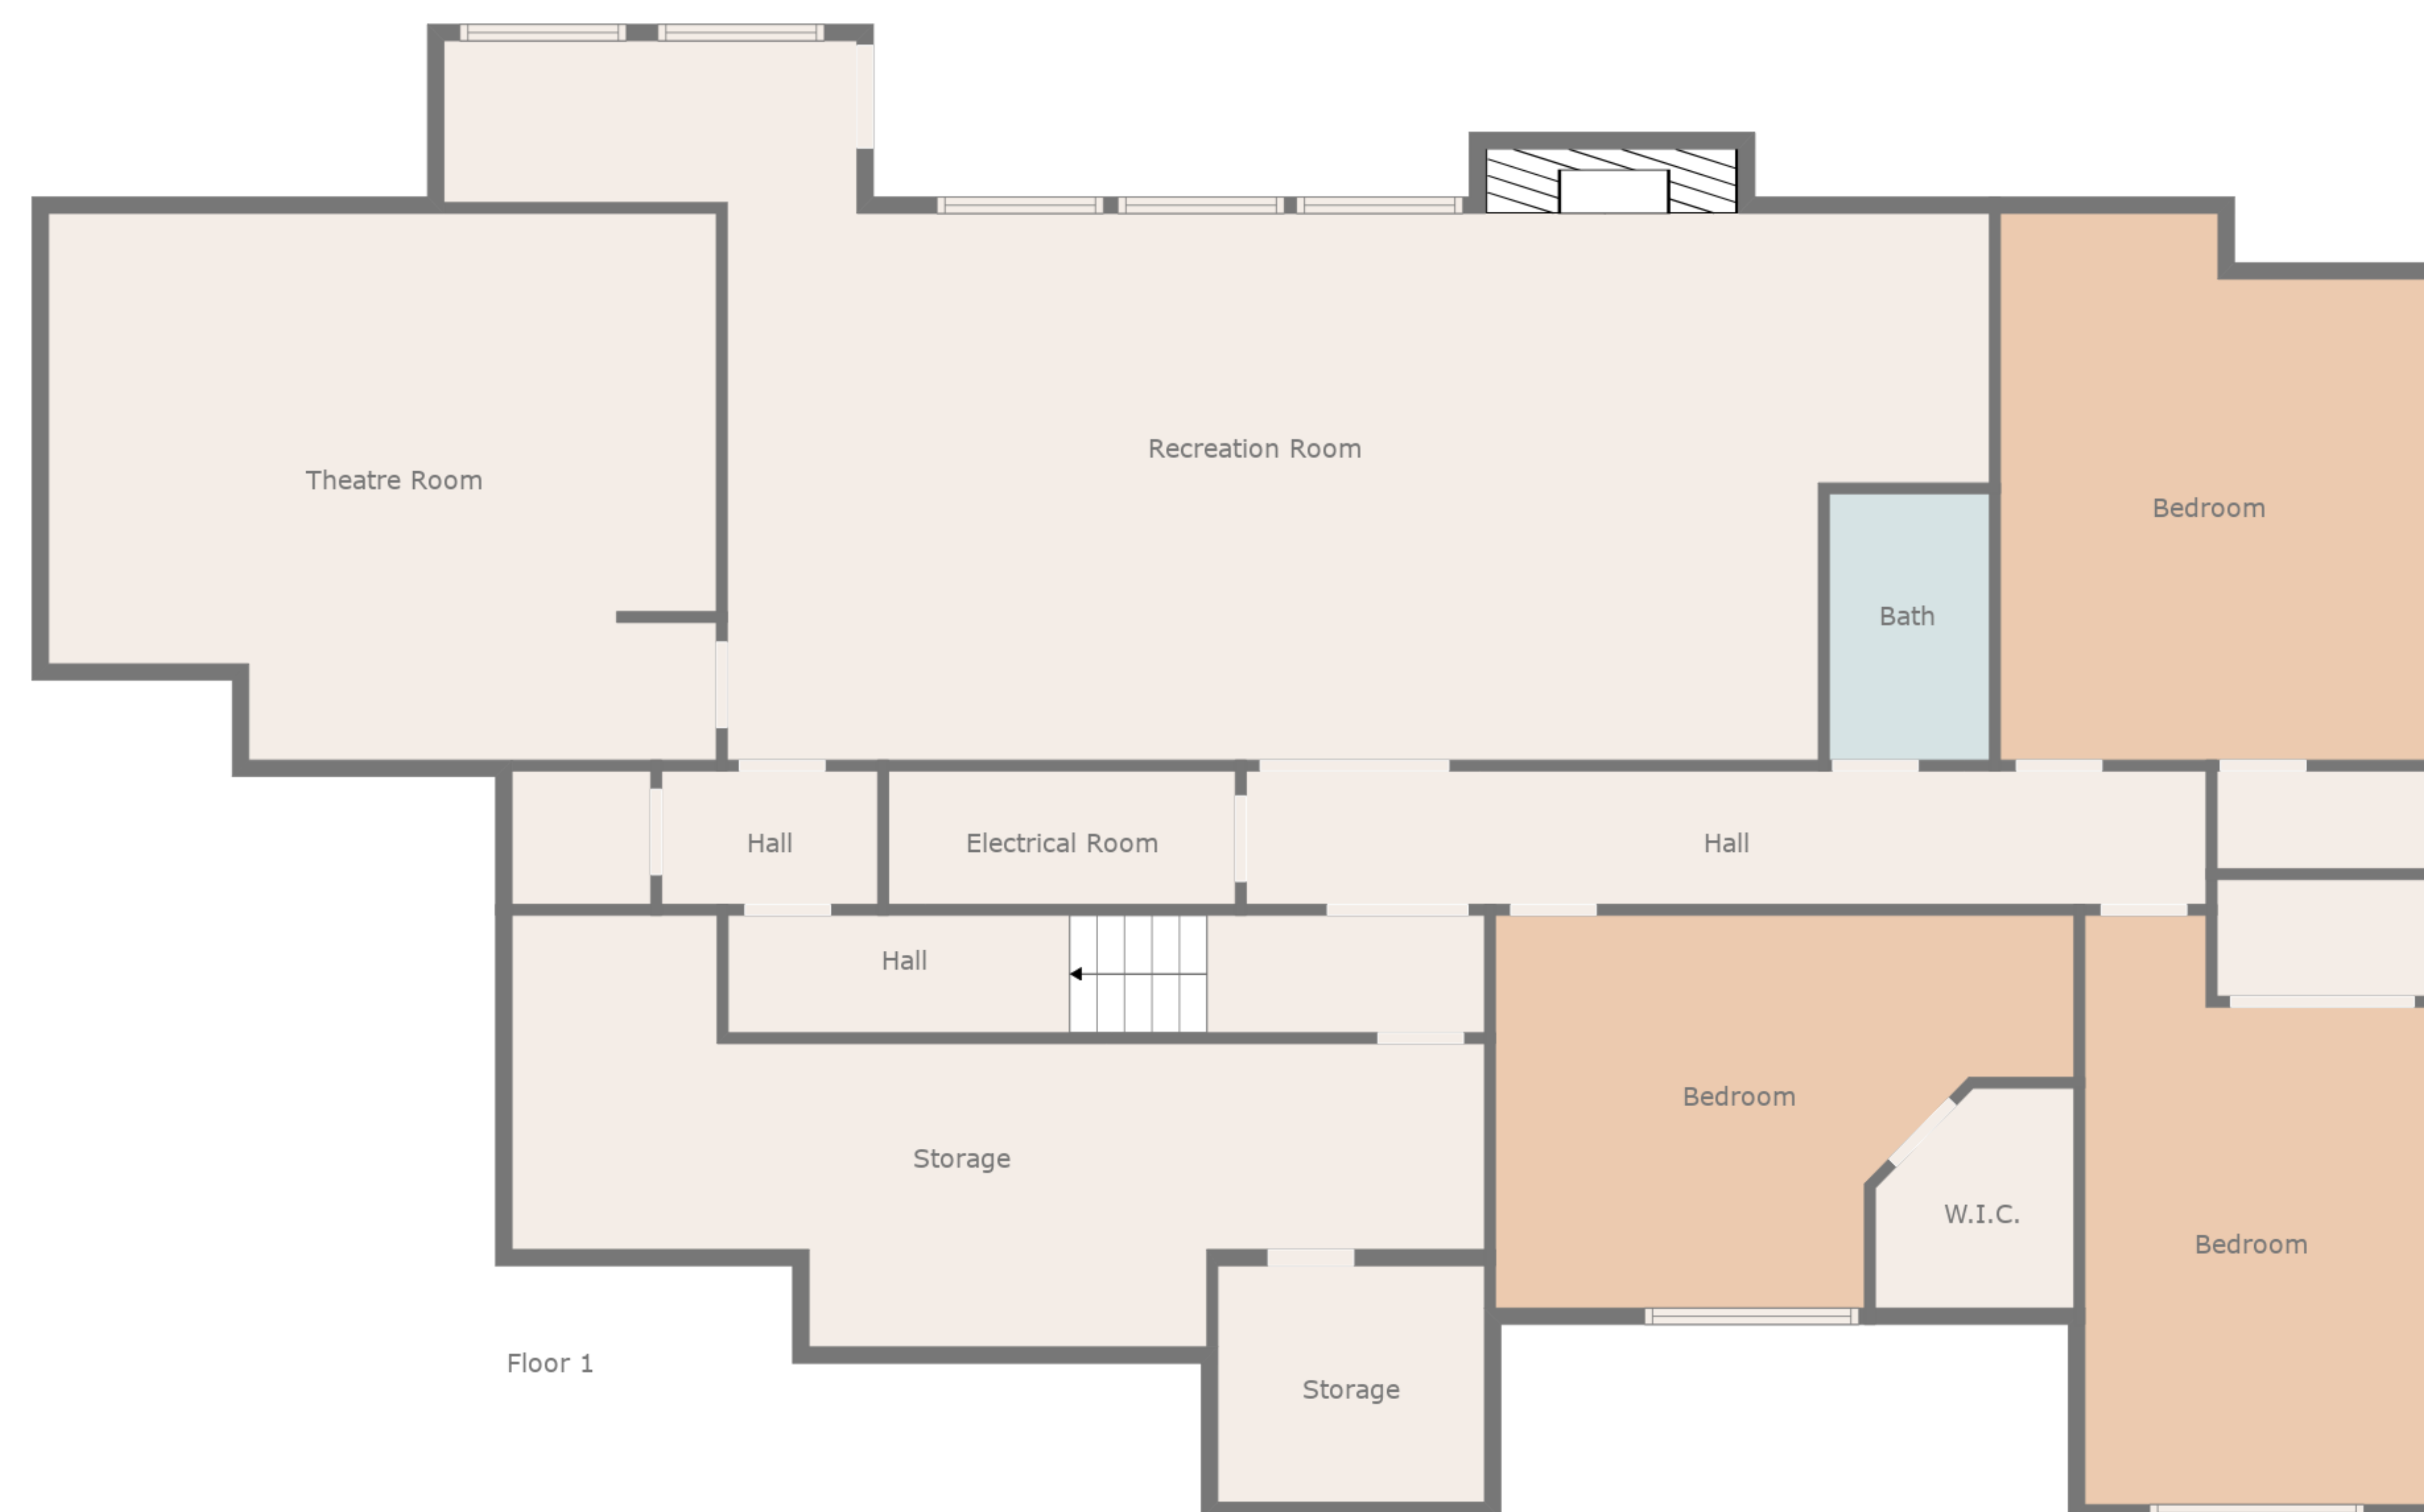 Recreation Room
Theatre Room
Bedroom
Bath
Hall
Electrical Room
Hall
Hall
Bedroom
Storage
W.I.C.
Bedroom
Floor 1
Storage